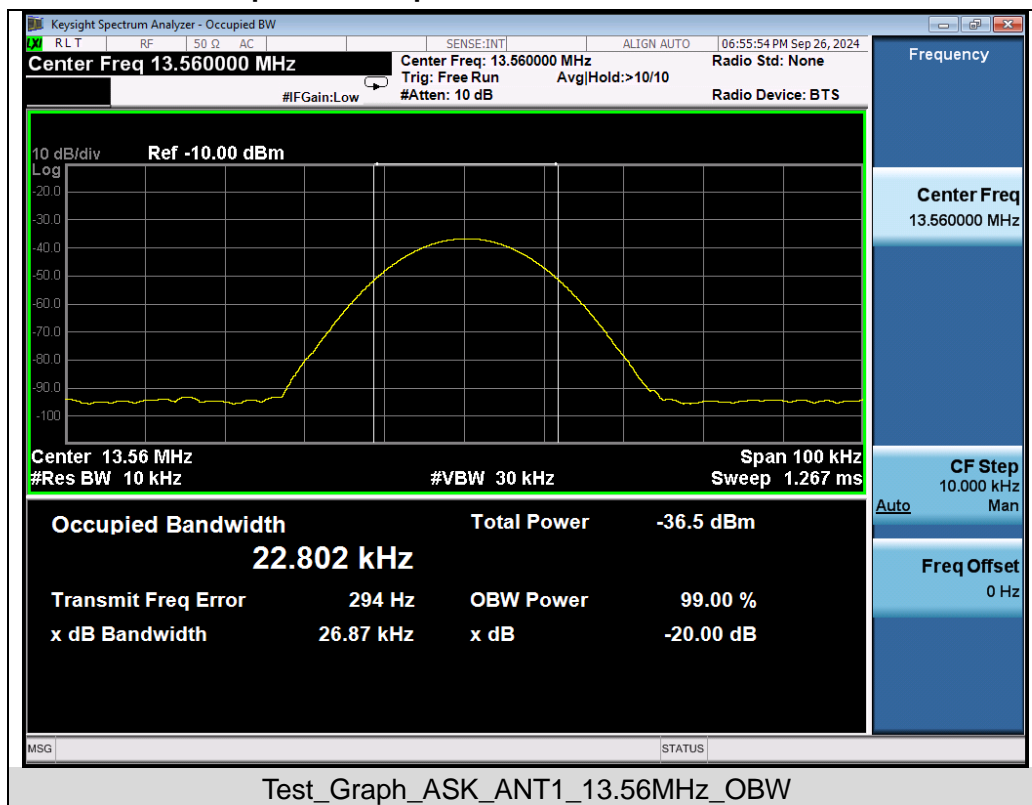 Keysight Spectrum Analyzer - Occupied BW
LXI RLT RF 50 Ω AC SENSE:INT ALIGN AUTO 06:55:54 PM Sep 26, 2024
Center Freq 13.560000 MHz Center Freq: 13.560000 MHz Radio Std: None
Trig: Free Run Avg|Hold:>10/10
#IFGain:Low #Atten: 10 dB Radio Device: BTS
10 dB/div Ref -10.00 dBm
Log
-20.0
-30.0
-40.0
-50.0
-60.0
-70.0
-80.0
-90.0
-100
Center 13.56 MHz Span 100 kHz
#Res BW 10 kHz #VBW 30 kHz Sweep 1.267 ms
Occupied Bandwidth Total Power -36.5 dBm
22.802 kHz
Transmit Freq Error 294 Hz OBW Power 99.00 %
x dB Bandwidth 26.87 kHz x dB -20.00 dB
Frequency
Center Freq
13.560000 MHz
CF Step
10.000 kHz
Auto Man
Freq Offset
0 Hz
MSG STATUS
Test_Graph_ASK_ANT1_13.56MHz_OBW